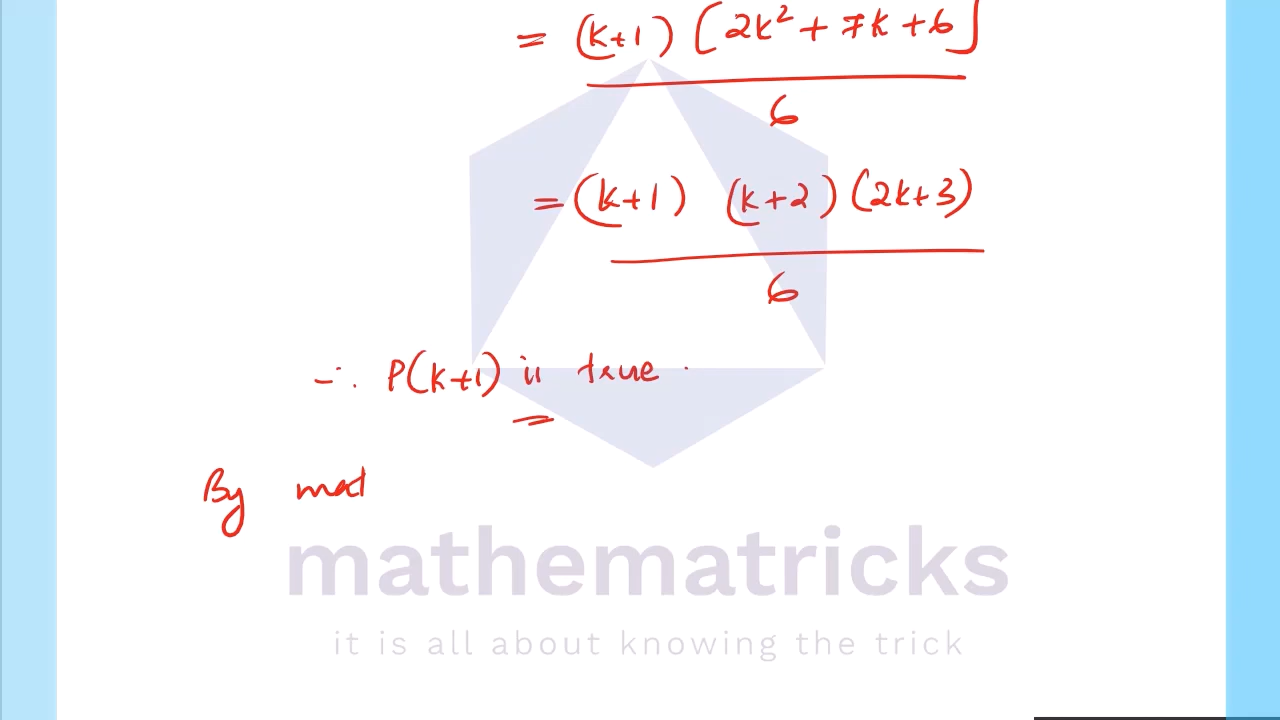 = (k+1) [2k² + 7k + 6]
6
= (k+1) (k+2) (2k+3)
6
∴ P(k+1) is true.
By mat
mathematricks
it is all about knowing the trick